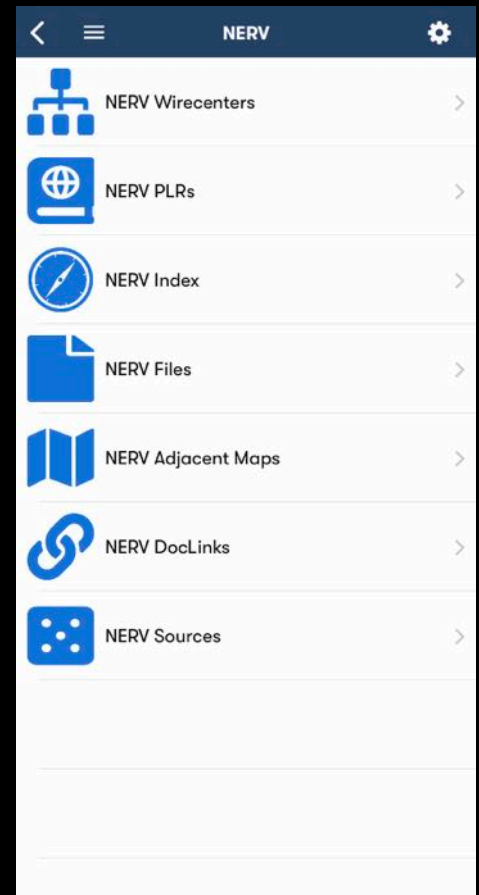 NERV
NERV Wirecenters
NERV PLRs
NERV Index
NERV Files
NERV Adjacent Maps
NERV DocLinks
NERV Sources